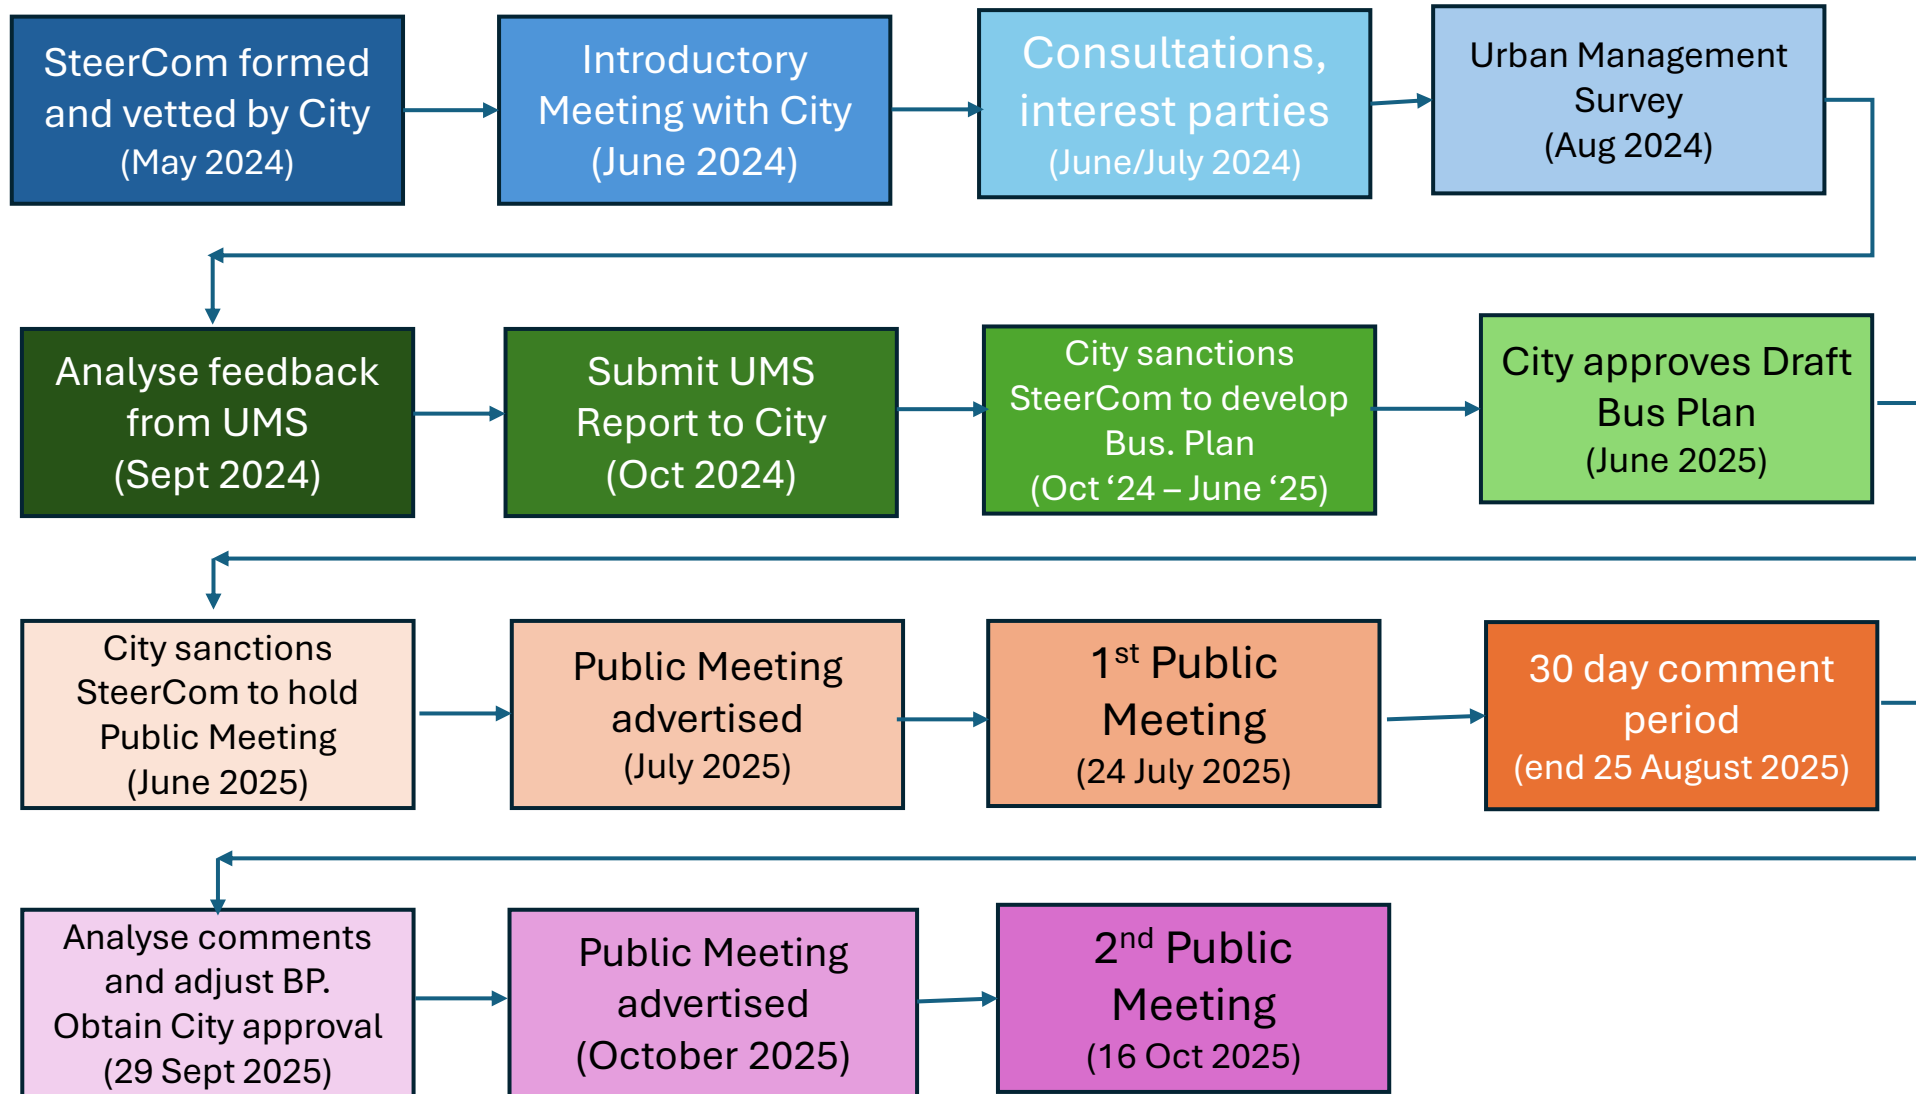 SteerCom formed
and vetted by City
(May 2024)
Introductory
Meeting with City
(June 2024)
Consultations,
interest parties
(June/July 2024)
Urban Management
Survey
(Aug 2024)
Analyse feedback
from UMS
(Sept 2024)
Submit UMS
Report to City
(Oct 2024)
City sanctions
SteerCom to develop
Bus. Plan
(Oct ‘24 – June ‘25)
City approves Draft
Bus Plan
(June 2025)
City sanctions
SteerCom to hold
Public Meeting
(June 2025)
Public Meeting
advertised
(July 2025)
1st Public
Meeting
(24 July 2025)
30 day comment
period
(end 25 August 2025)
Analyse comments
and adjust BP.
Obtain City approval
(29 Sept 2025)
Public Meeting
advertised
(October 2025)
2nd Public
Meeting
(16 Oct 2025)